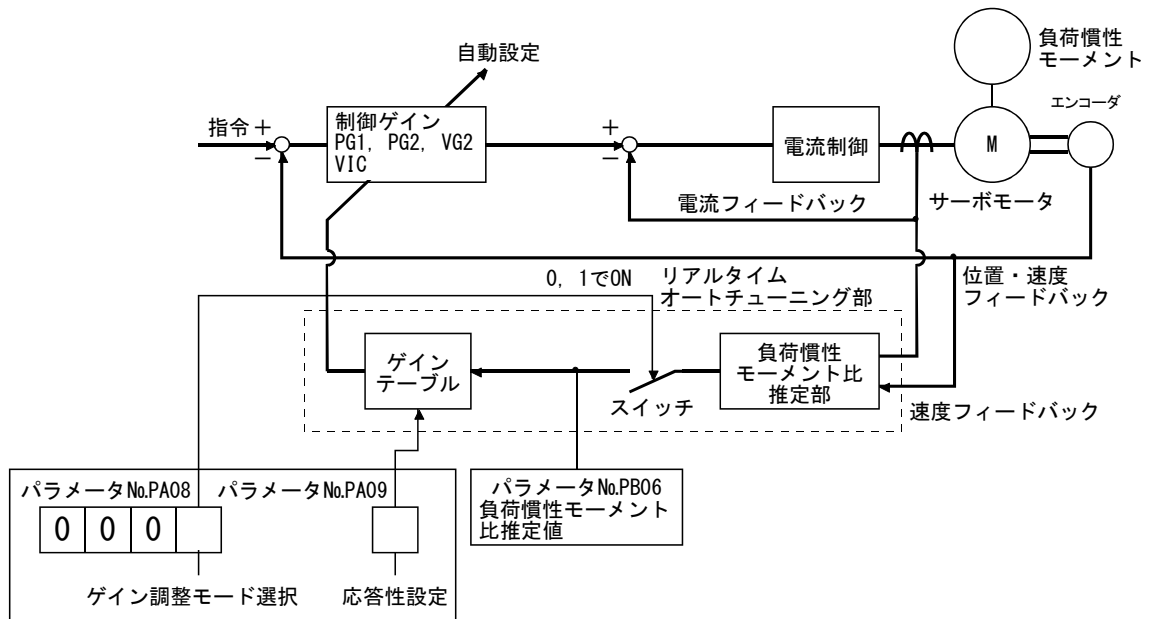 負荷慣性
モーメント
自動設定
エンコーダ
指令 +
−
制御ゲイン
PG1, PG2, VG2
VIC
+
−
電流制御
M
電流フィードバック
サーボモータ
0, 1でON
リアルタイム
オートチューニング部
位置・速度
フィードバック
ゲイン
テーブル
スイッチ
負荷慣性
モーメント比
推定部
速度フィードバック
パラメータNo.PA08
パラメータNo.PA09
0 0 0
ゲイン調整モード選択
応答性設定
パラメータNo.PB06
負荷慣性モーメント
比推定値